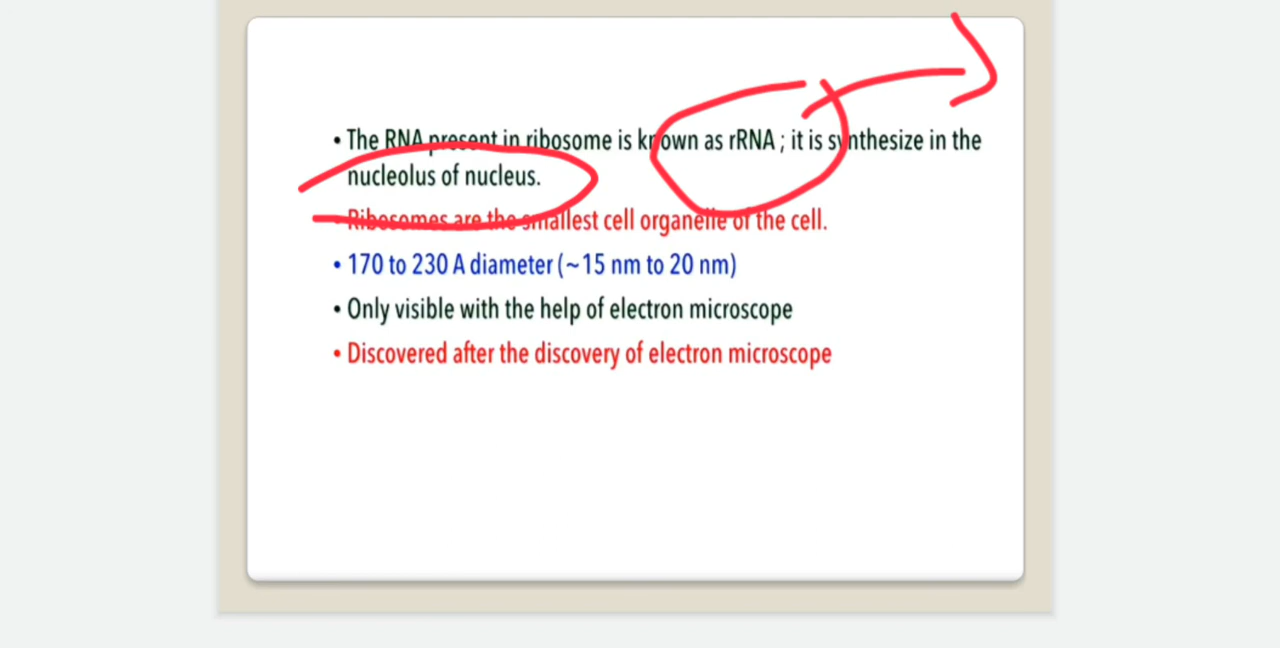 • The RNA present in ribosome is known as rRNA ; it is synthesize in the
nucleolus of nucleus.
• Ribosomes are the smallest cell organelle of the cell.
• 170 to 230 A diameter (~15 nm to 20 nm)
• Only visible with the help of electron microscope
• Discovered after the discovery of electron microscope